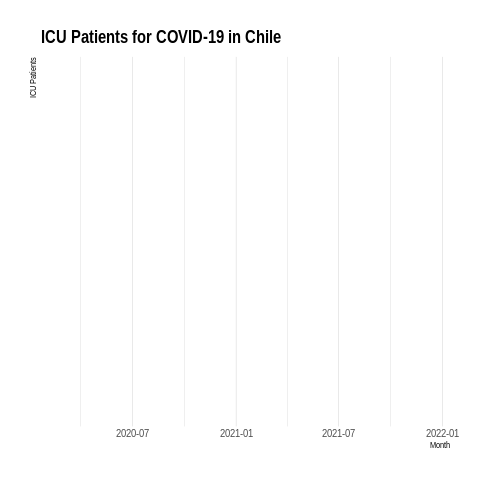 ICU Patients for COVID-19 in Chile
ICU Patients
2020-07 2021-01 2021-07 2022-01
Month